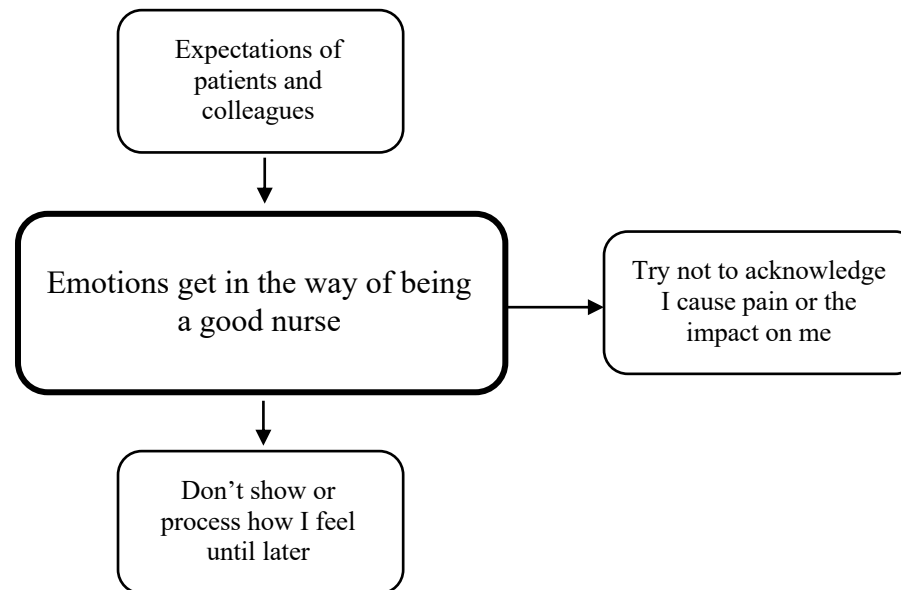 Expectations of
patients and
colleagues
Emotions get in the way of being
a good nurse
Try not to acknowledge
I cause pain or the
impact on me
Don’t show or
process how I feel
until later